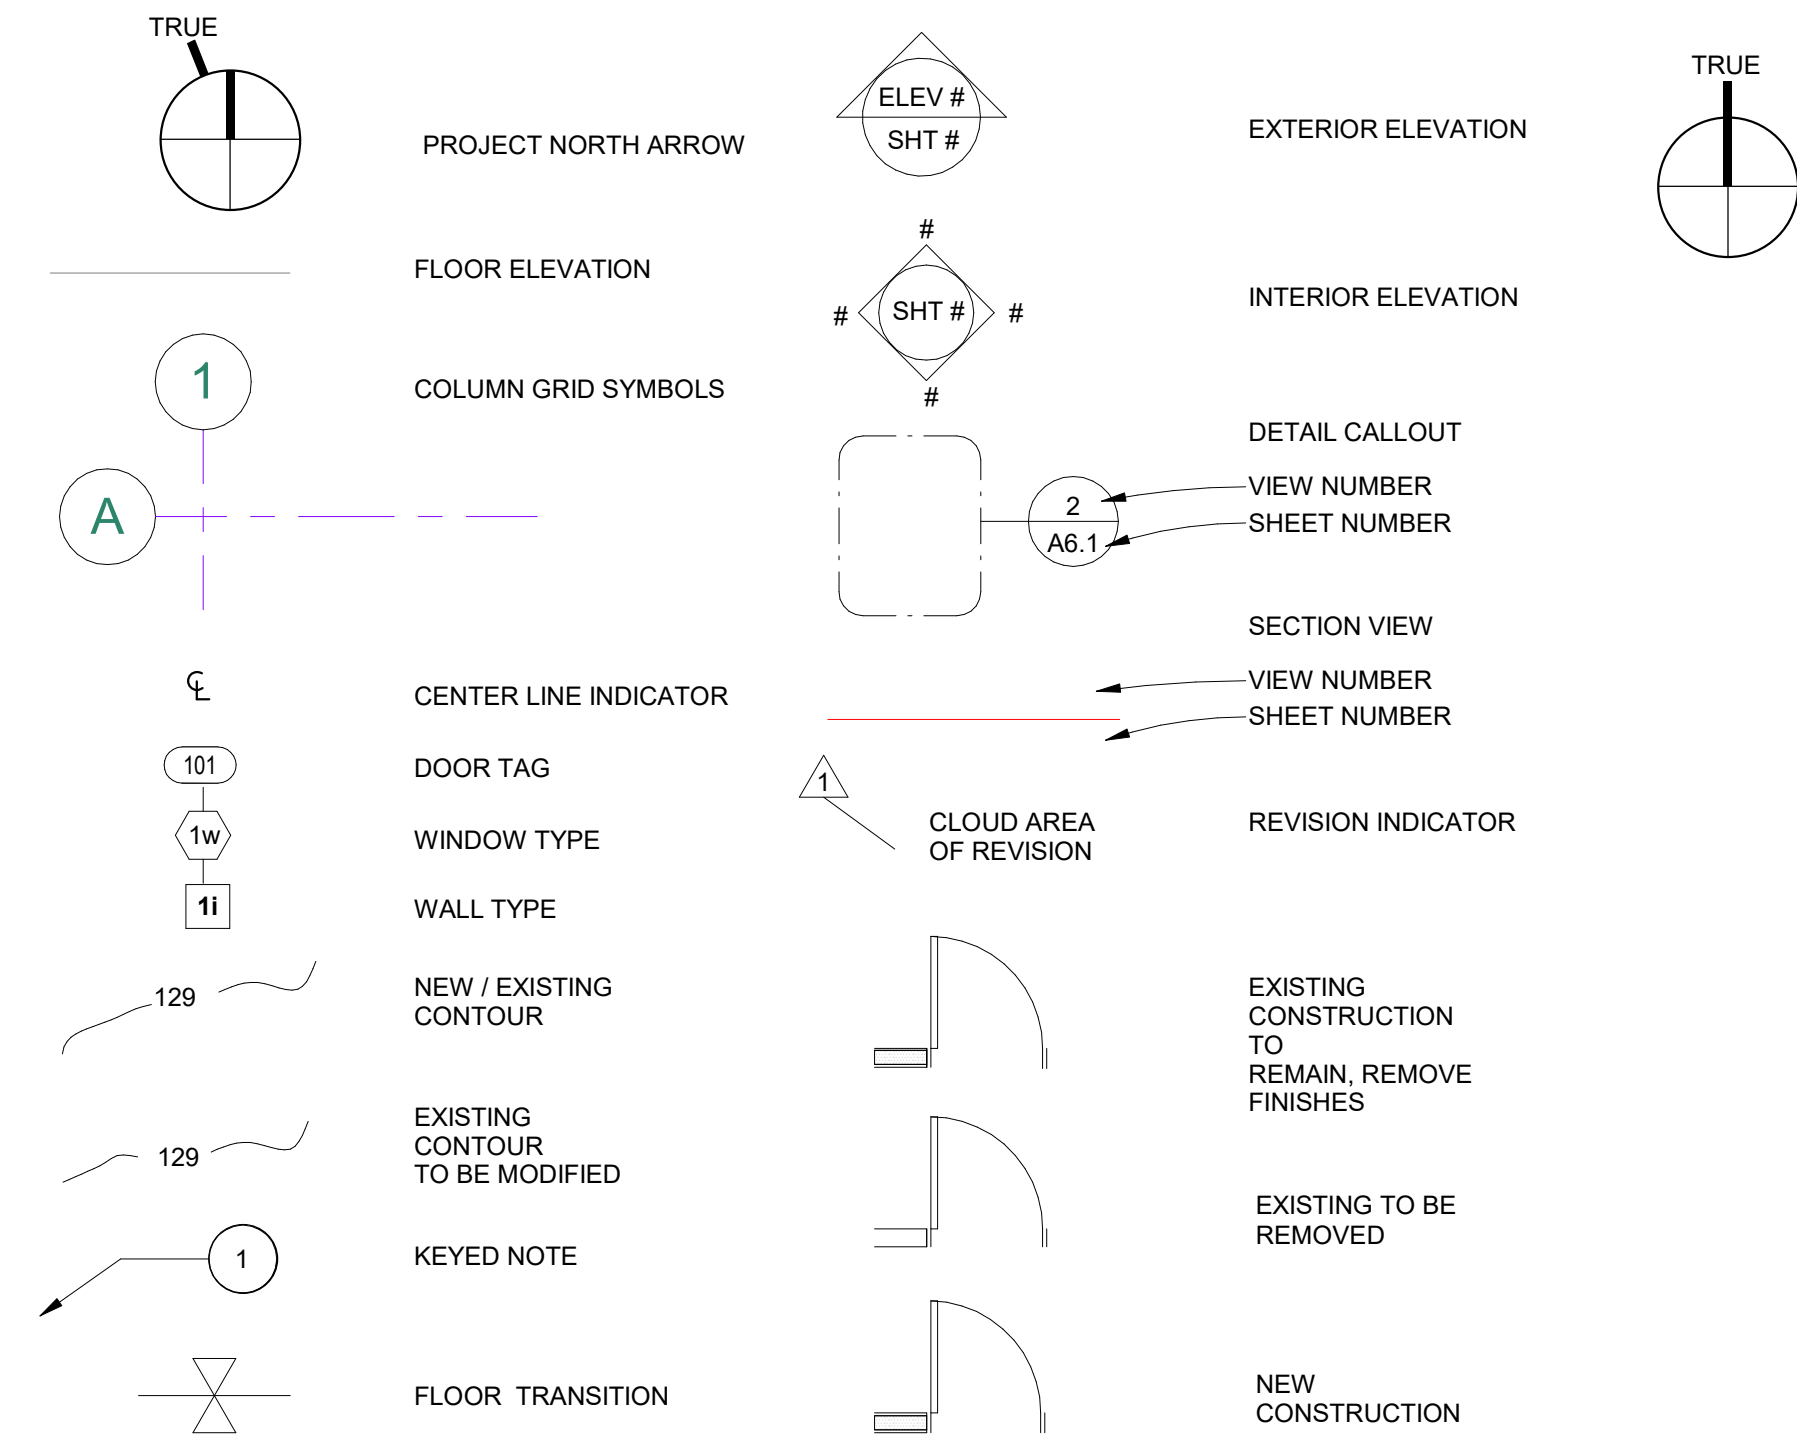 TRUE
PROJECT NORTH ARROW
FLOOR ELEVATION
1
COLUMN GRID SYMBOLS
A
CENTER LINE INDICATOR
101
DOOR TAG
1w
WINDOW TYPE
1i
WALL TYPE
129
NEW / EXISTING
CONTOUR
129
EXISTING
CONTOUR
TO BE MODIFIED
1
KEYED NOTE
FLOOR TRANSITION
ELEV #
SHT #
EXTERIOR ELEVATION
#
# SHT # #
#
INTERIOR ELEVATION
DETAIL CALLOUT
2
VIEW NUMBER
A6.1
SHEET NUMBER
SECTION VIEW
VIEW NUMBER
SHEET NUMBER
1
CLOUD AREA
OF REVISION
REVISION INDICATOR
EXISTING
CONSTRUCTION
TO
REMAIN, REMOVE
FINISHES
EXISTING TO BE
REMOVED
NEW
CONSTRUCTION
TRUE